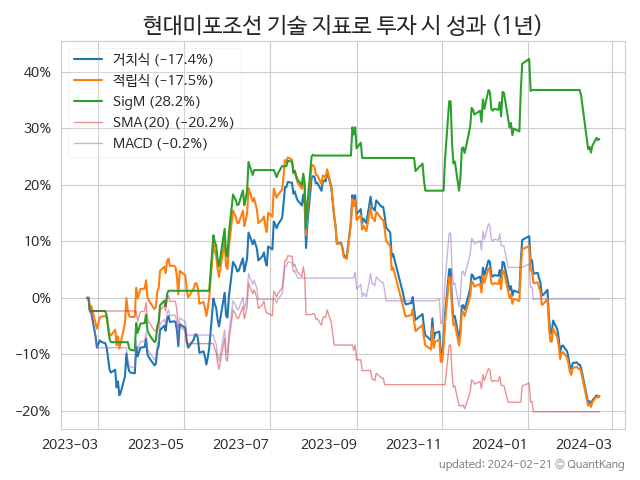 현대미포조선 기술 지표로 투자 시 성과 (1년)
거치식 (−17.4%)
적립식 (−17.5%)
SigM (28.2%)
SMA(20) (−20.2%)
MACD (−0.2%)
40%
30%
20%
10%
0%
−10%
−20%
2023-03 2023-05 2023-07 2023-09 2023-11 2024-01 2024-03
updated: 2024-02-21 © QuantKang